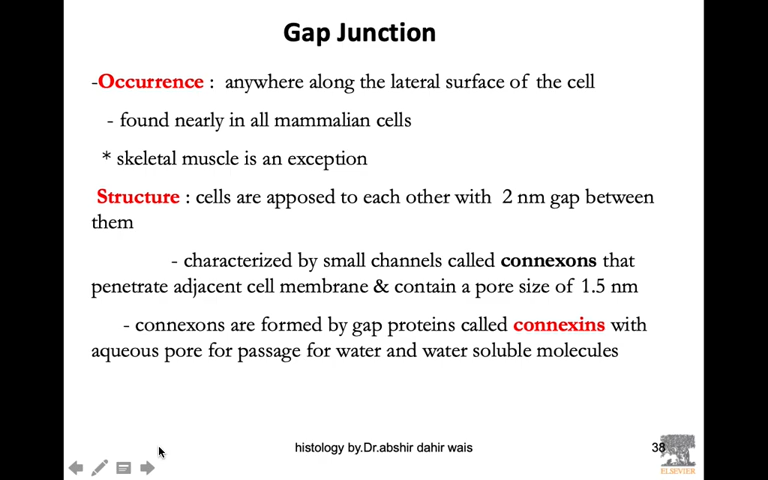 Gap Junction
-Occurrence : anywhere along the lateral surface of the cell
- found nearly in all mammalian cells
* skeletal muscle is an exception
Structure : cells are apposed to each other with 2 nm gap between
them
- characterized by small channels called connexons that
penetrate adjacent cell membrane & contain a pore size of 1.5 nm
- connexons are formed by gap proteins called connexins with
aqueous pore for passage for water and water soluble molecules
histology by.Dr.abshir dahir wais
38
ELSEVIER